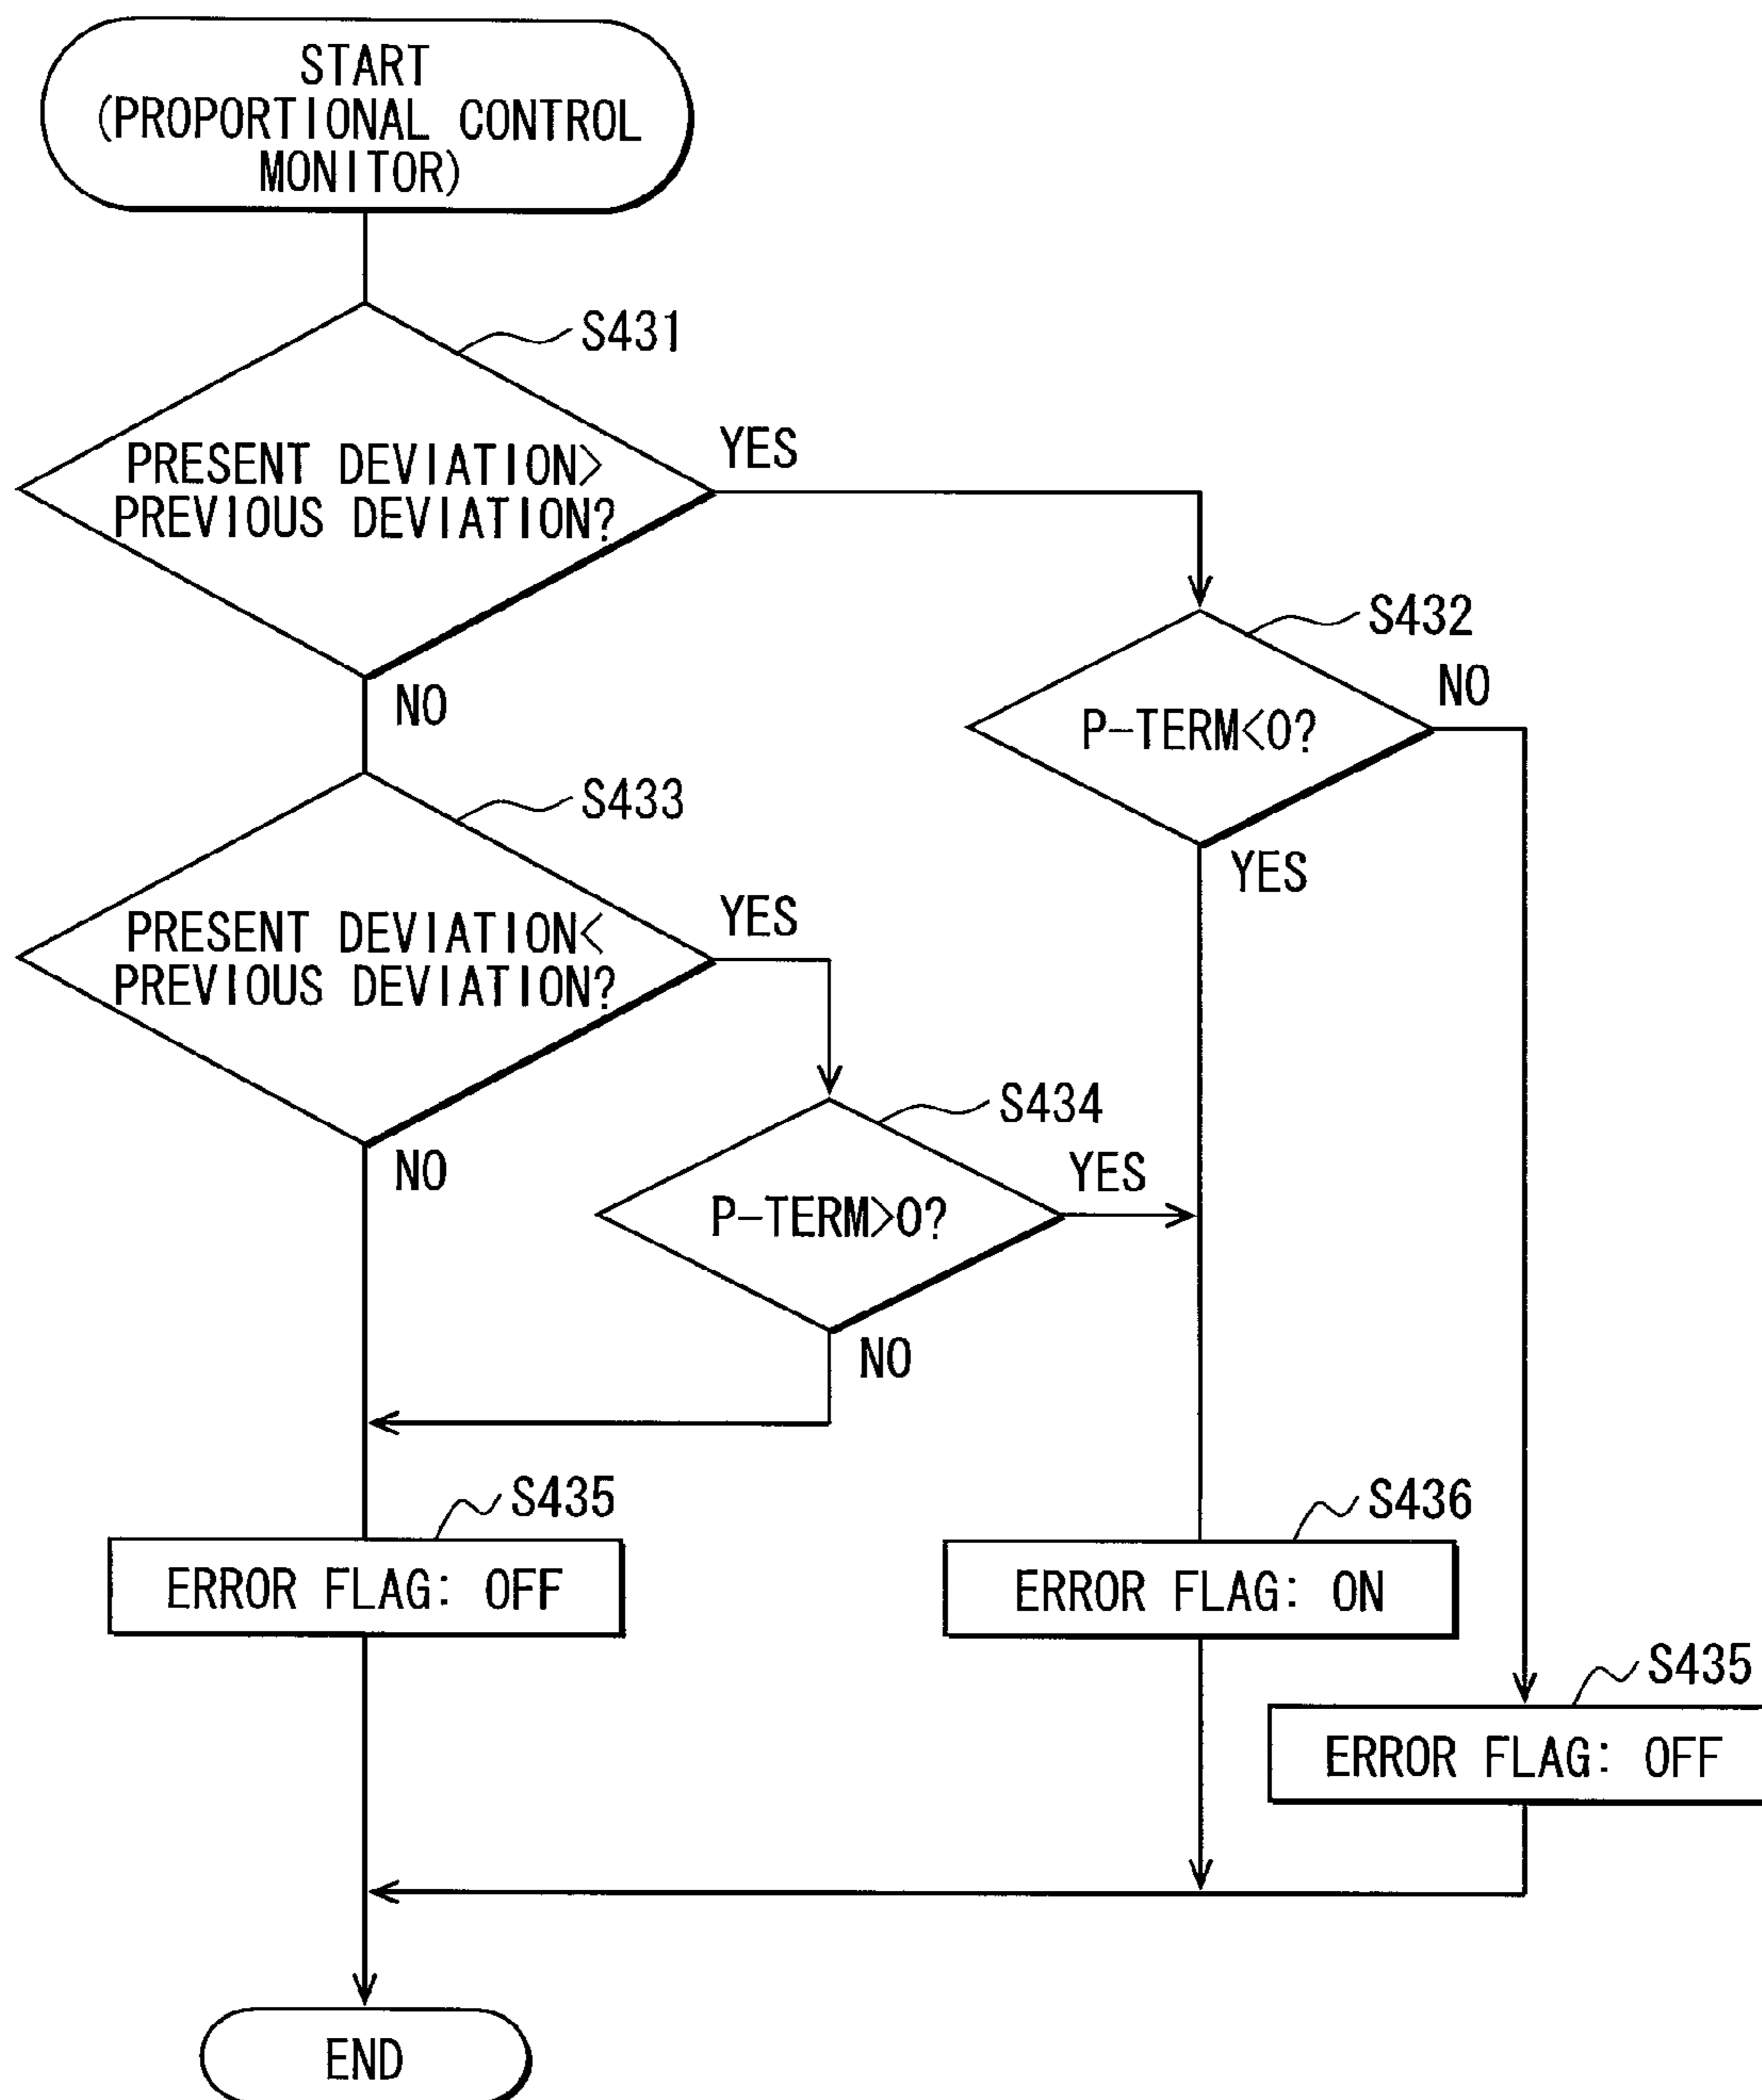 START
(PROPORTIONAL CONTROL
MONITOR)
S431
PRESENT DEVIATION>
PREVIOUS DEVIATION?
YES
NO
S432
P-TERM<0?
NO
YES
S433
PRESENT DEVIATION<
PREVIOUS DEVIATION?
YES
NO
S434
P-TERM>0?
YES
NO
S435
ERROR FLAG: OFF
S436
ERROR FLAG: ON
S435
ERROR FLAG: OFF
END